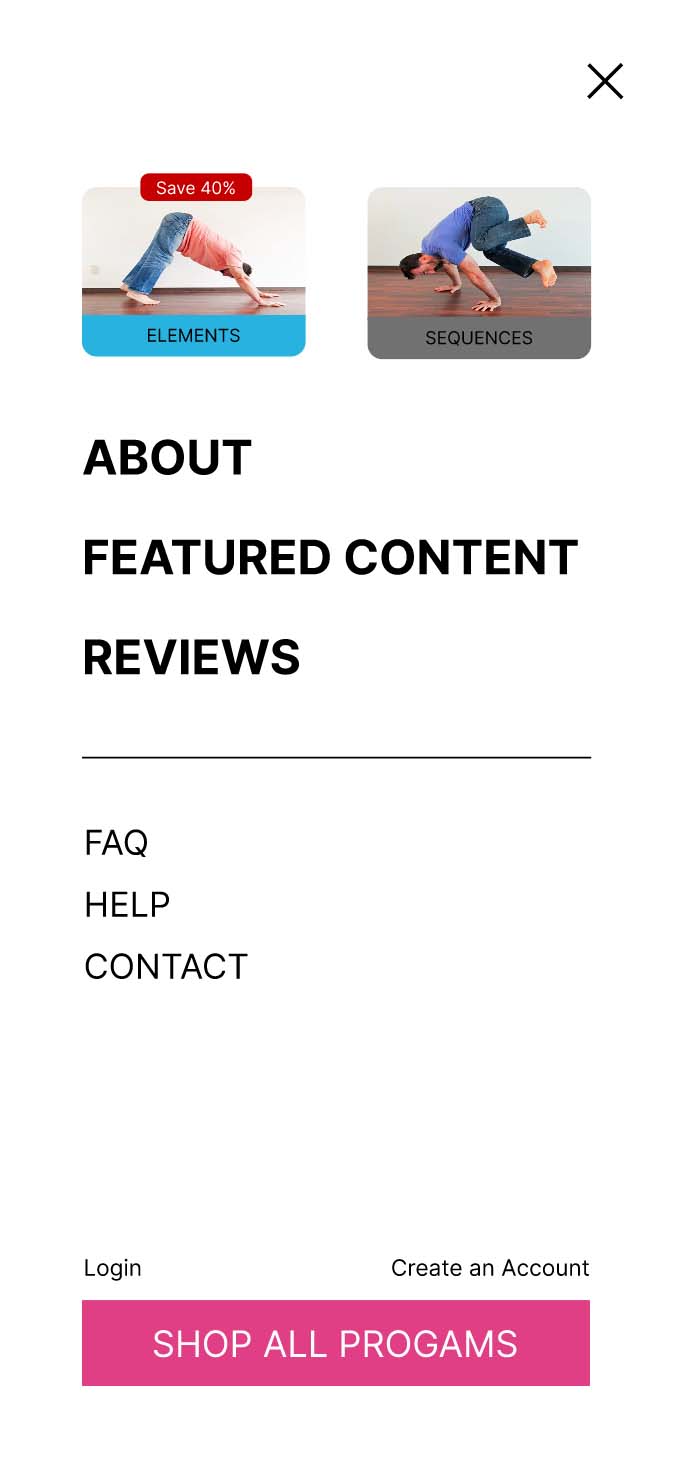 Save 40%
ELEMENTS
SEQUENCES
ABOUT
FEATURED CONTENT
REVIEWS
FAQ
HELP
CONTACT
Login
Create an Account
SHOP ALL PROGAMS